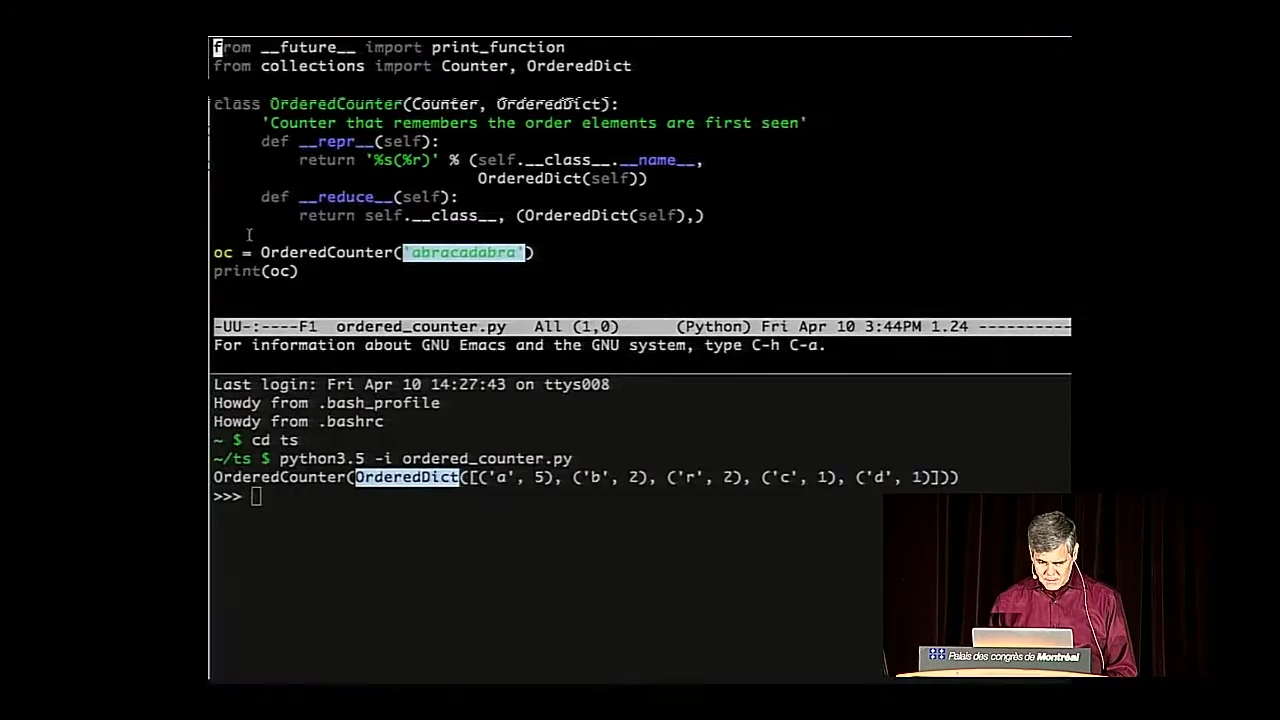 from __future__ import print_function
from collections import Counter, OrderedDict
class OrderedCounter(Counter, OrderedDict):
'Counter that remembers the order elements are first seen'
def __repr__(self):
return '%s(%r)' % (self.__class__.__name__,
OrderedDict(self))
def __reduce__(self):
return self.__class__, (OrderedDict(self),)
oc = OrderedCounter('abracadabra')
print(oc)
-UU-:----F1 ordered_counter.py All (1,0) (Python) Fri Apr 10 3:44PM 1.24 ----------
For information about GNU Emacs and the GNU system, type C-h C-a.
Last login: Fri Apr 10 14:27:43 on ttys008
Howdy from .bash_profile
Howdy from .bashrc
~ $ cd ts
~/ts $ python3.5 -i ordered_counter.py
OrderedCounter(OrderedDict([('a', 5), ('b', 2), ('r', 2), ('c', 1), ('d', 1)]))
>>>
Palais des congrès de Montréal